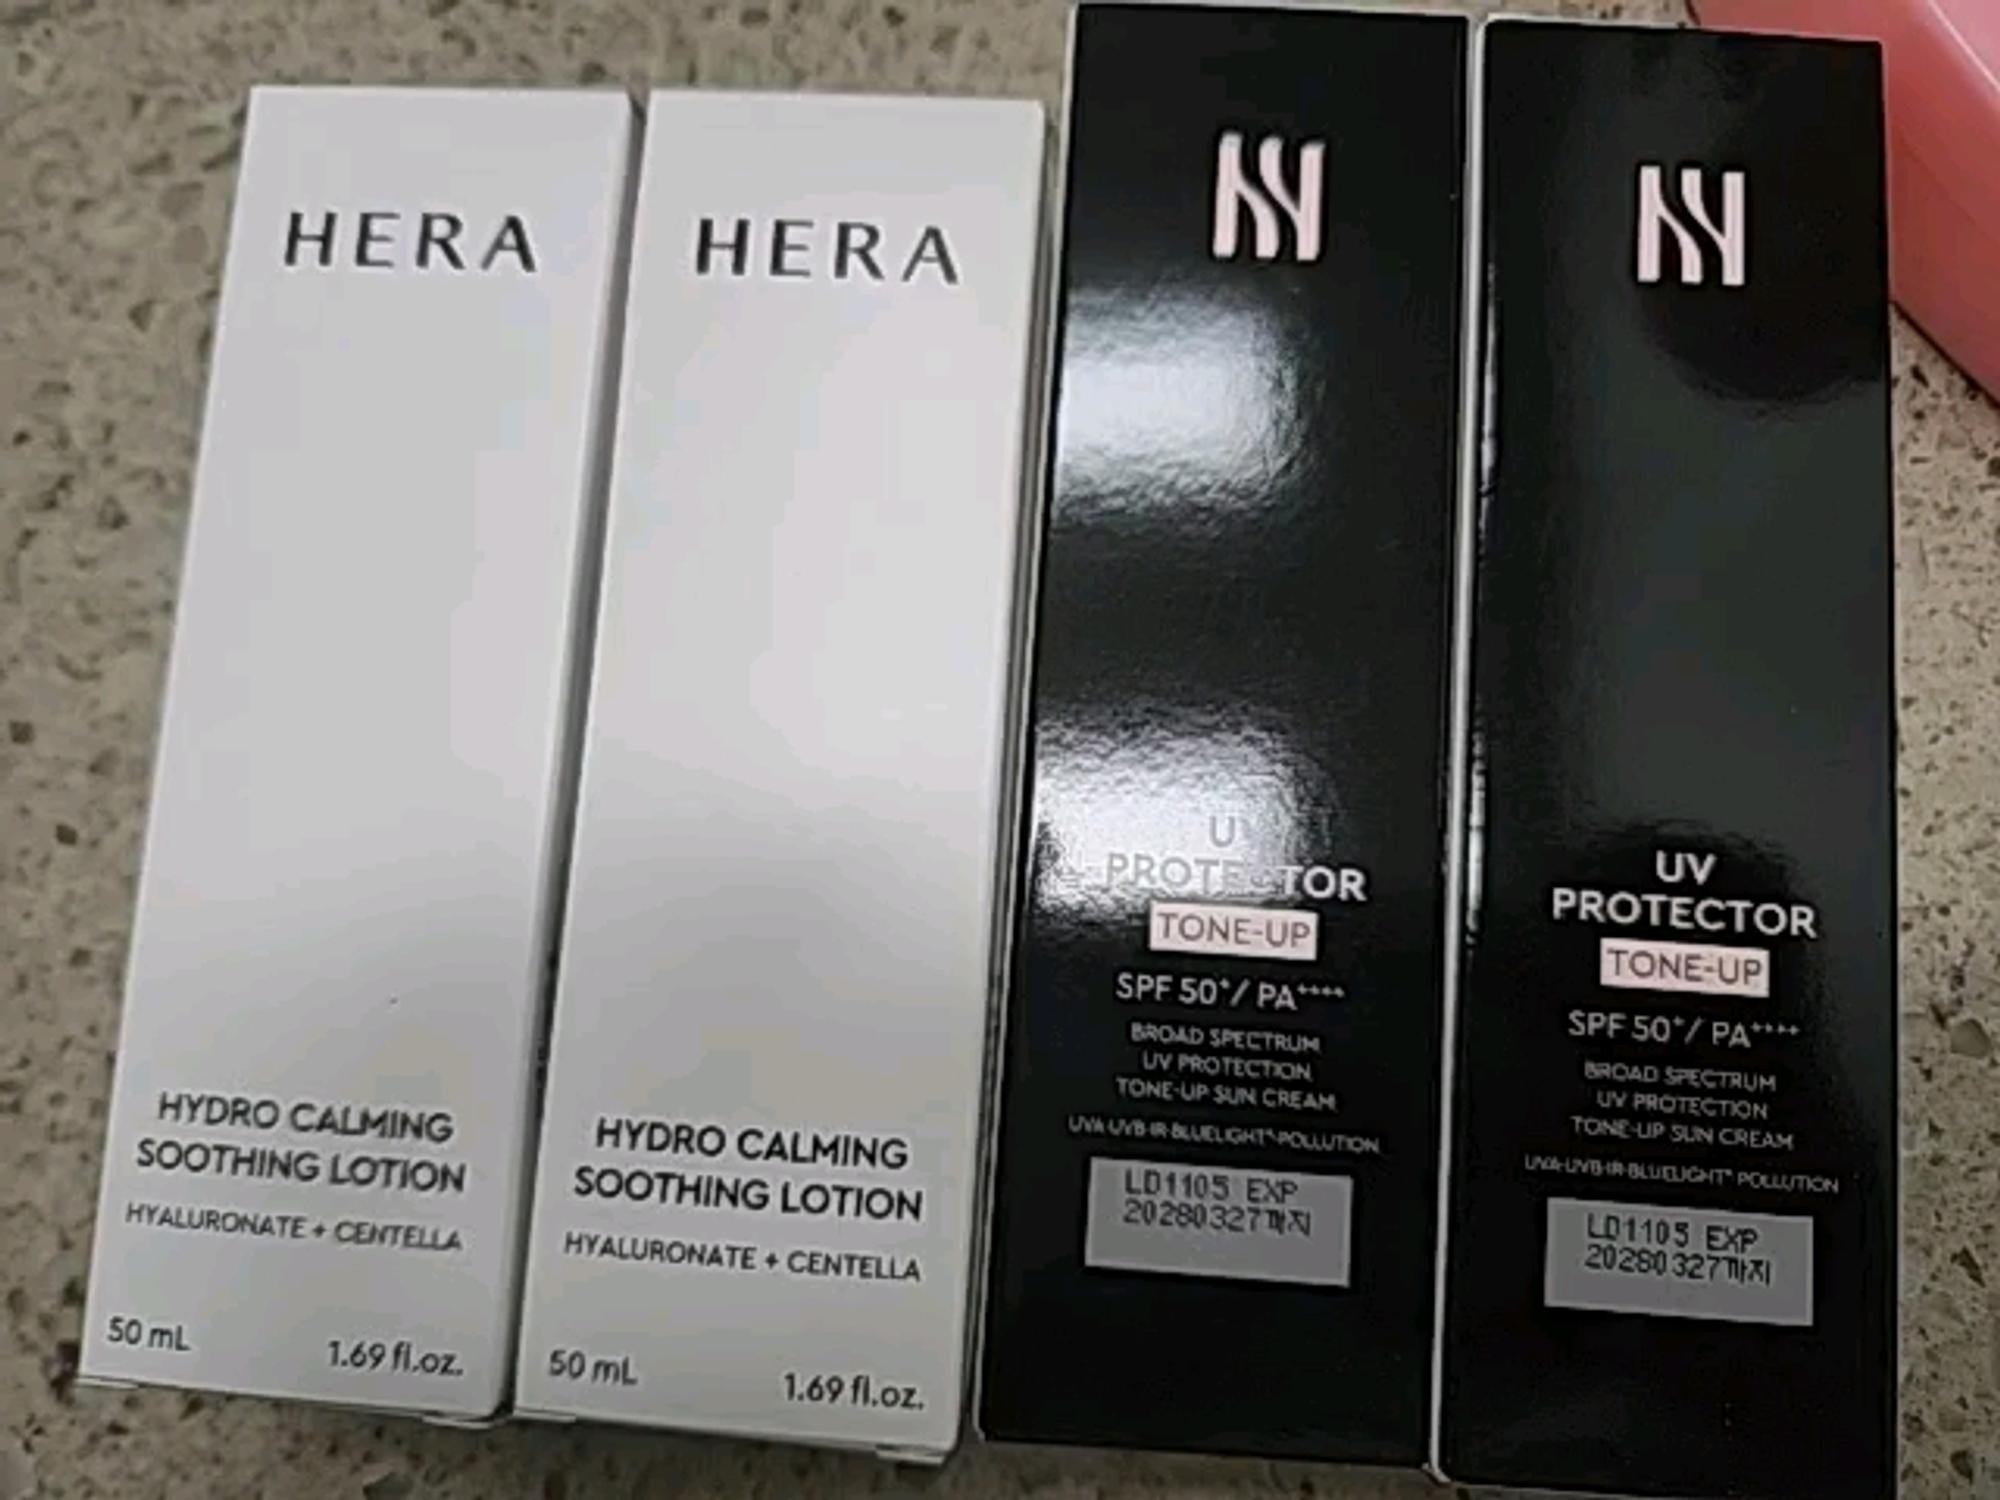 HERA
HYDRO CALMING
SOOTHING LOTION
HYALURONATE + CENTELLA
50 mL
1.69 fl.oz.
HERA
HYDRO CALMING
SOOTHING LOTION
HYALURONATE + CENTELLA
50 mL
1.69 fl.oz.
UV
PROTECTOR
TONE-UP
SPF 50+/ PA++++
BROAD SPECTRUM
UV PROTECTION
TONE-UP SUN CREAM
UVA·UVB·IR·BLUELIGHT*·POLLUTION
LD1105 EXP
20280327까지
UV
PROTECTOR
TONE-UP
SPF 50+/ PA++++
BROAD SPECTRUM
UV PROTECTION
TONE-UP SUN CREAM
UVA·UVB·IR·BLUELIGHT*·POLLUTION
LD1105 EXP
20280327까지